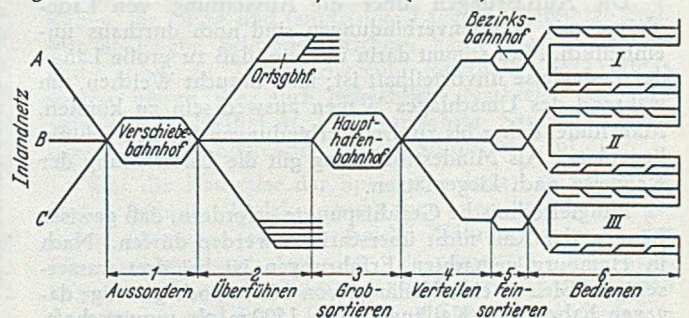 Bezirks-
bahnhof
A
Ortsgbhf.
Inlandnetz
B
Verschiebe-
bahnhof
Haupt-
hafen-
bahnhof
II
C
III
1
2
3
4
5
6
Aussondern
Überführen
Grob-
sortieren
Verteilen
Fein-
sortieren
Bedienen